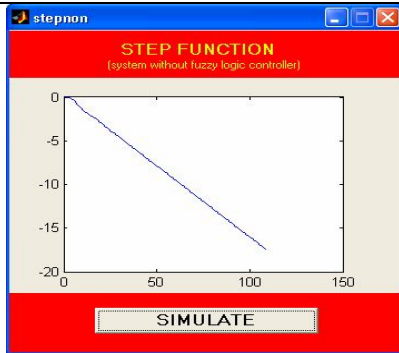 stepnon
STEP FUNCTION
(system without fuzzy logic controller)
0
-5
-10
-15
-20
0 50 100 150
SIMULATE